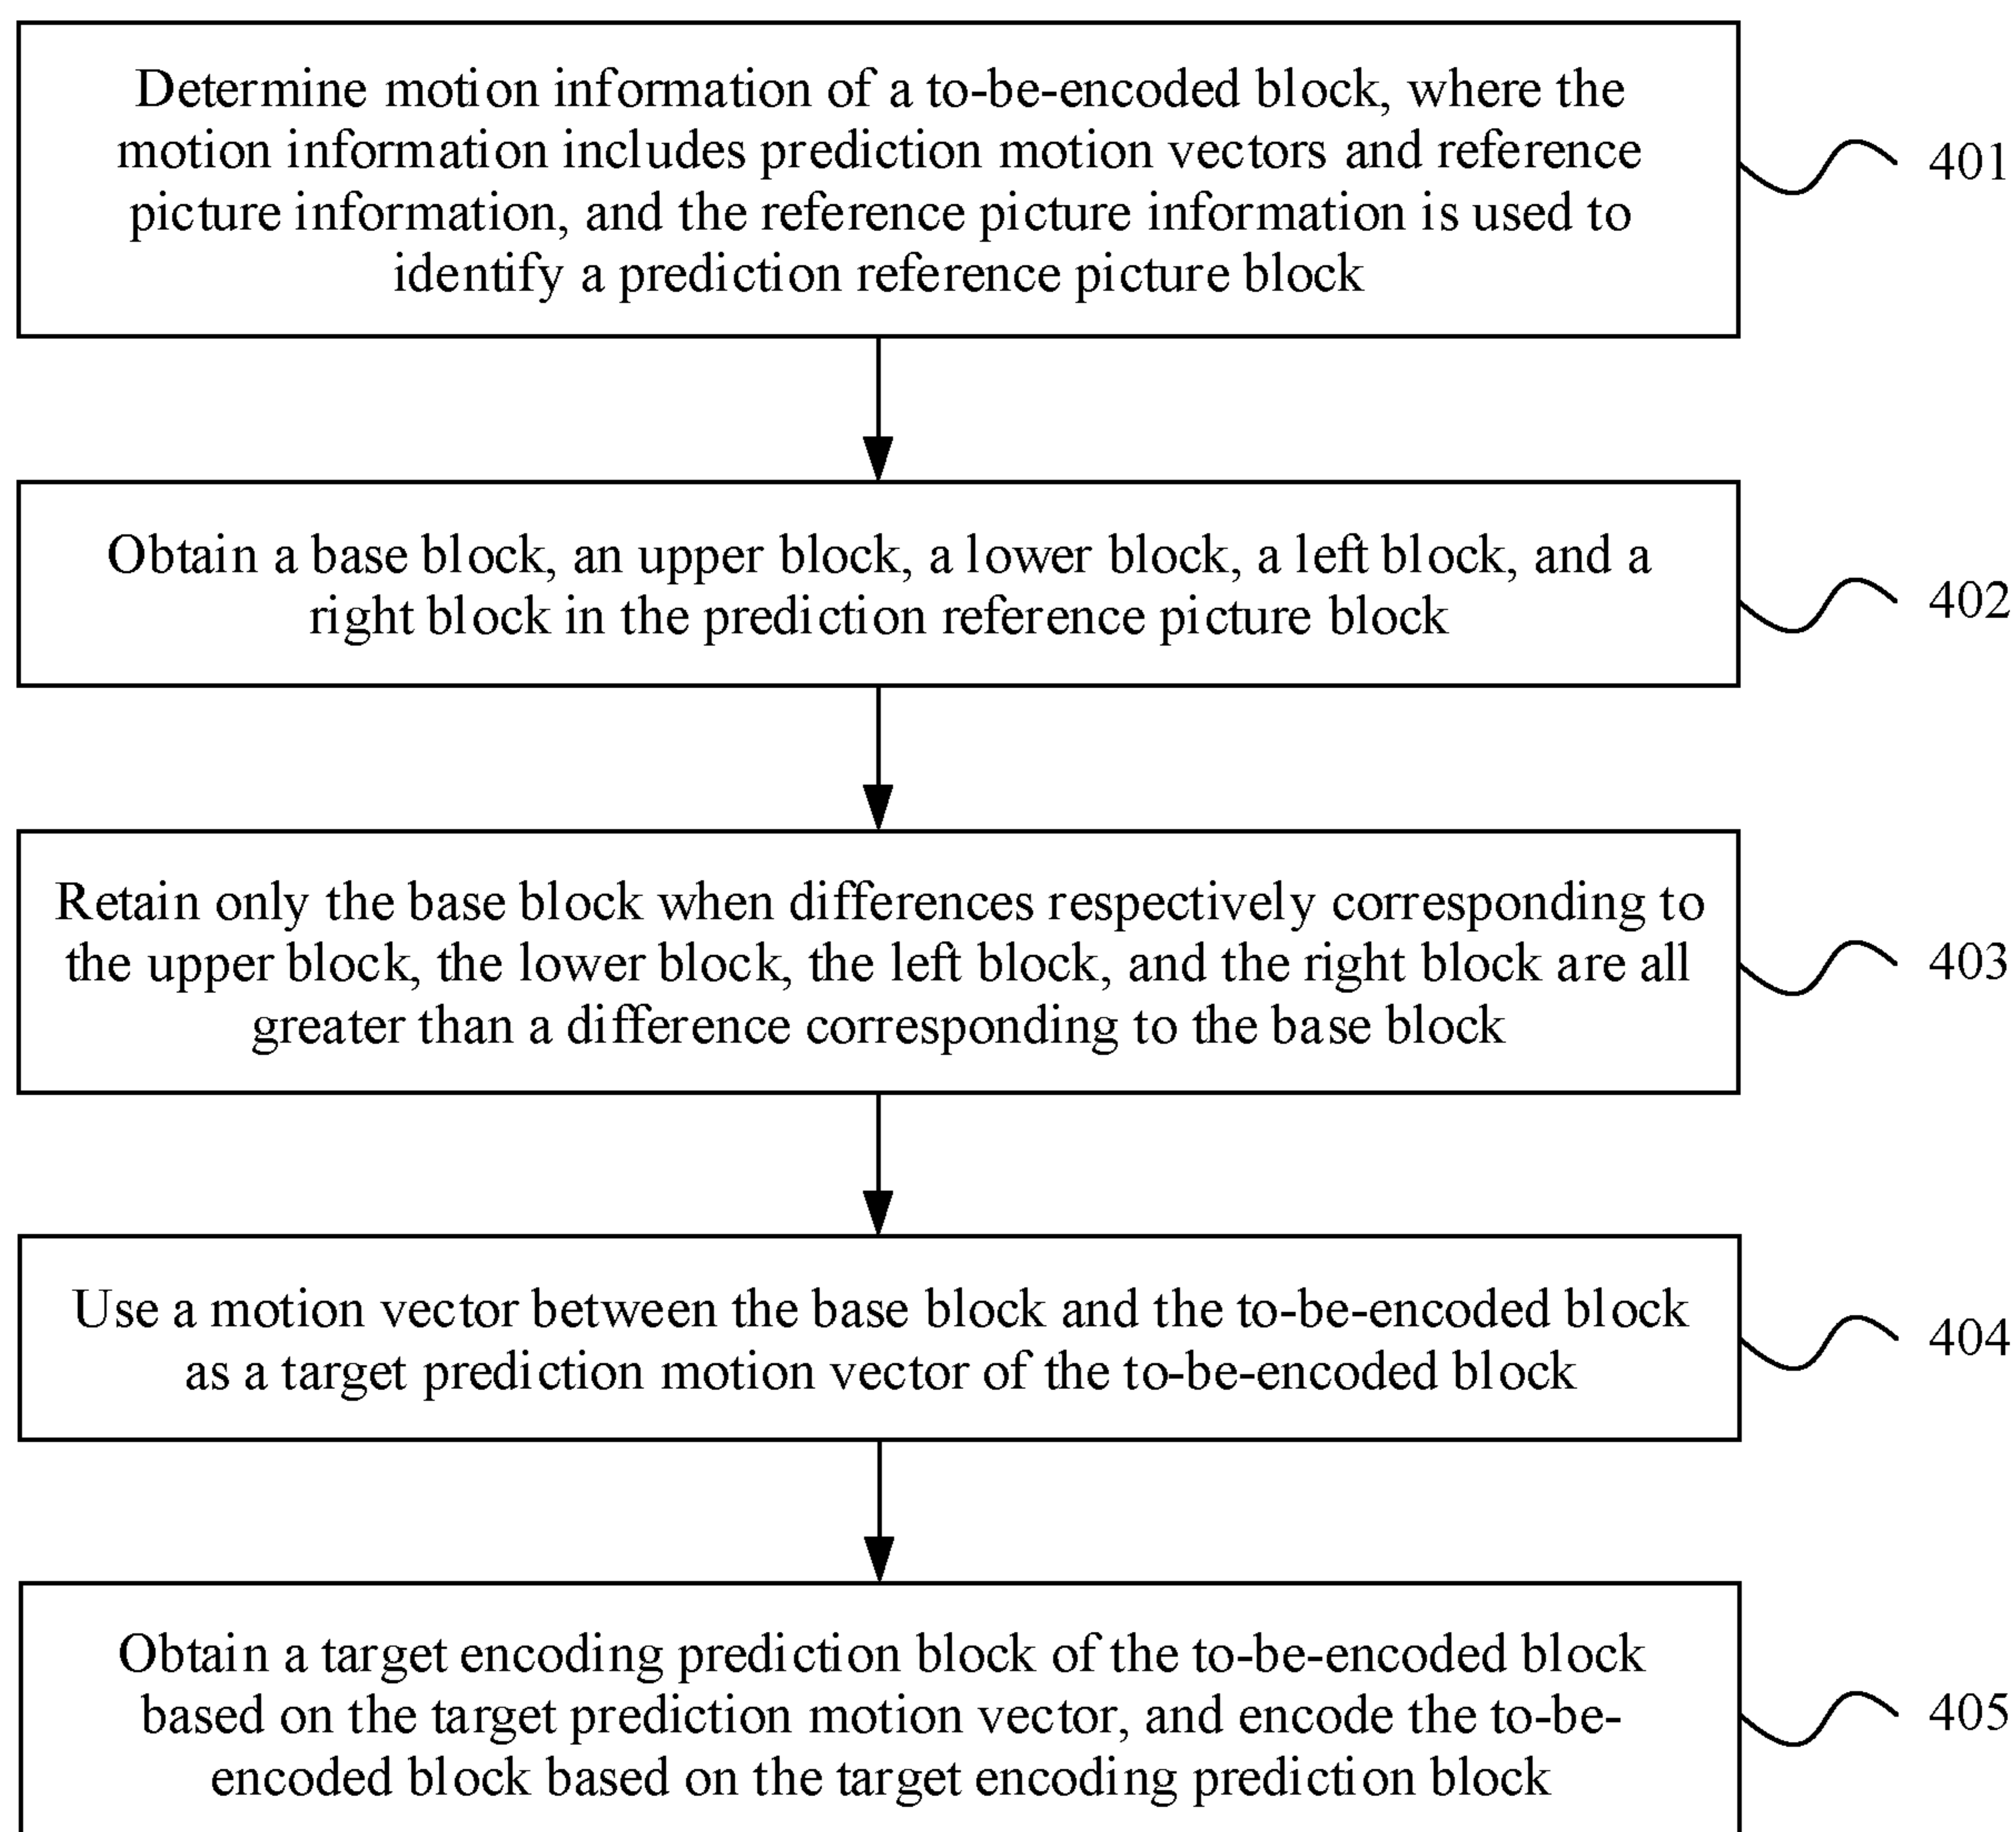 Determine motion information of a to-be-encoded block, where the
motion information includes prediction motion vectors and reference
picture information, and the reference picture information is used to
identify a prediction reference picture block
401
Obtain a base block, an upper block, a lower block, a left block, and a
right block in the prediction reference picture block
402
Retain only the base block when differences respectively corresponding to
the upper block, the lower block, the left block, and the right block are all
greater than a difference corresponding to the base block
403
Use a motion vector between the base block and the to-be-encoded block
as a target prediction motion vector of the to-be-encoded block
404
Obtain a target encoding prediction block of the to-be-encoded block
based on the target prediction motion vector, and encode the to-be-
encoded block based on the target encoding prediction block
405